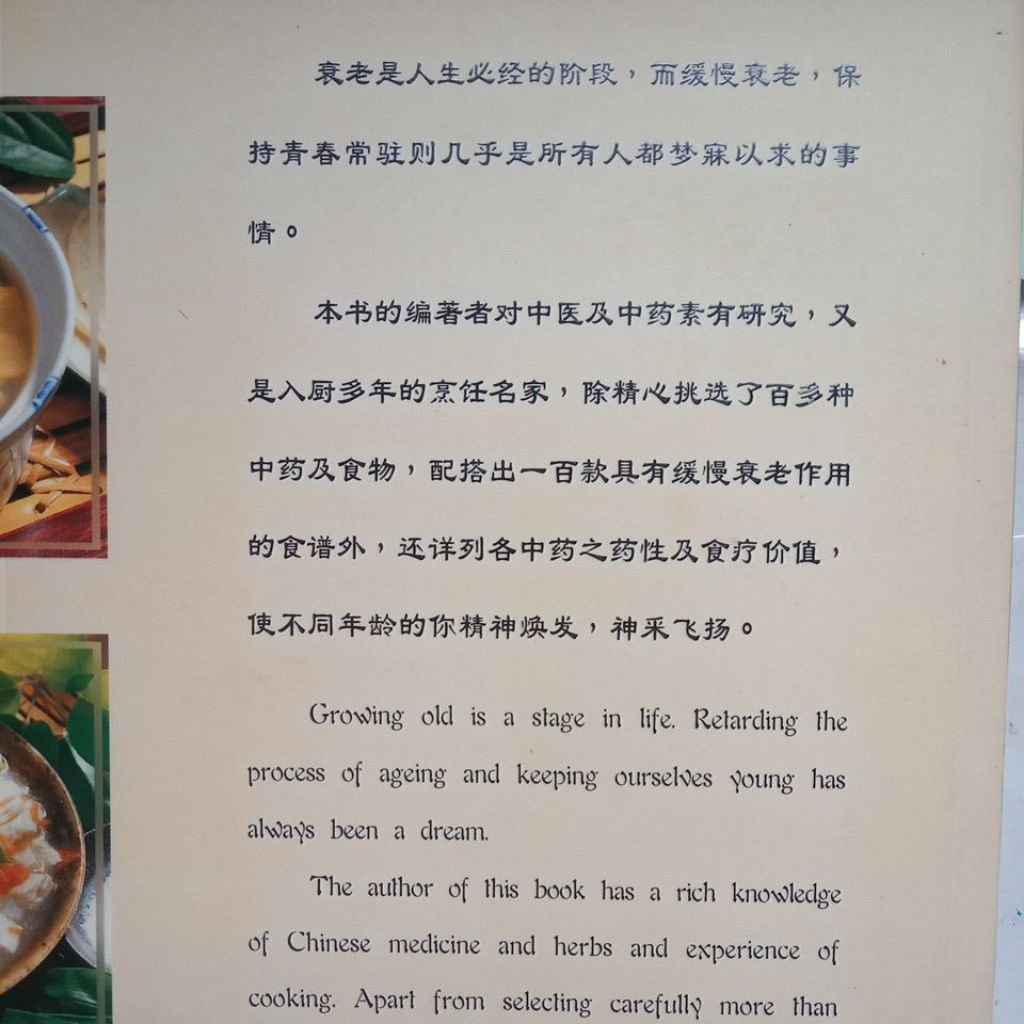 衰老是人生必经的阶段，而缓慢衰老，保
持青春常驻则几乎是所有人都梦寐以求的事
情。
本书的编著者对中医及中药素有研究，又
是入厨多年的烹饪名家，除精心挑选了百多种
中药及食物，配搭出一百款具有缓慢衰老作用
的食谱外，还详列各中药之药性及食疗价值，
使不同年龄的你精神焕发，神采飞扬。
Growing old is a stage in life. Retarding the
process of ageing and keeping ourselves young has
always been a dream.
The author of this book has a rich knowledge
of Chinese medicine and herbs and experience of
cooking. Apart from selecting carefully more than